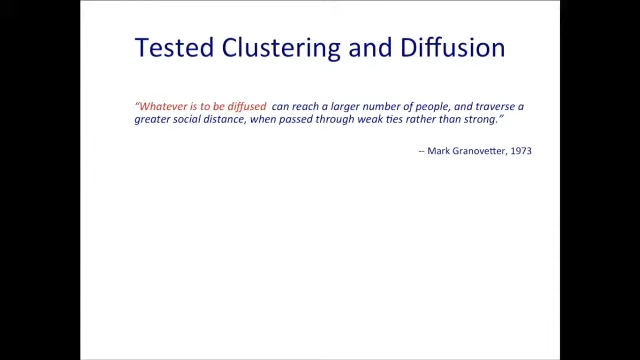 Tested Clustering and Diffusion
“Whatever is to be diffused can reach a larger number of people, and traverse a
greater social distance, when passed through weak ties rather than strong.”
-- Mark Granovetter, 1973